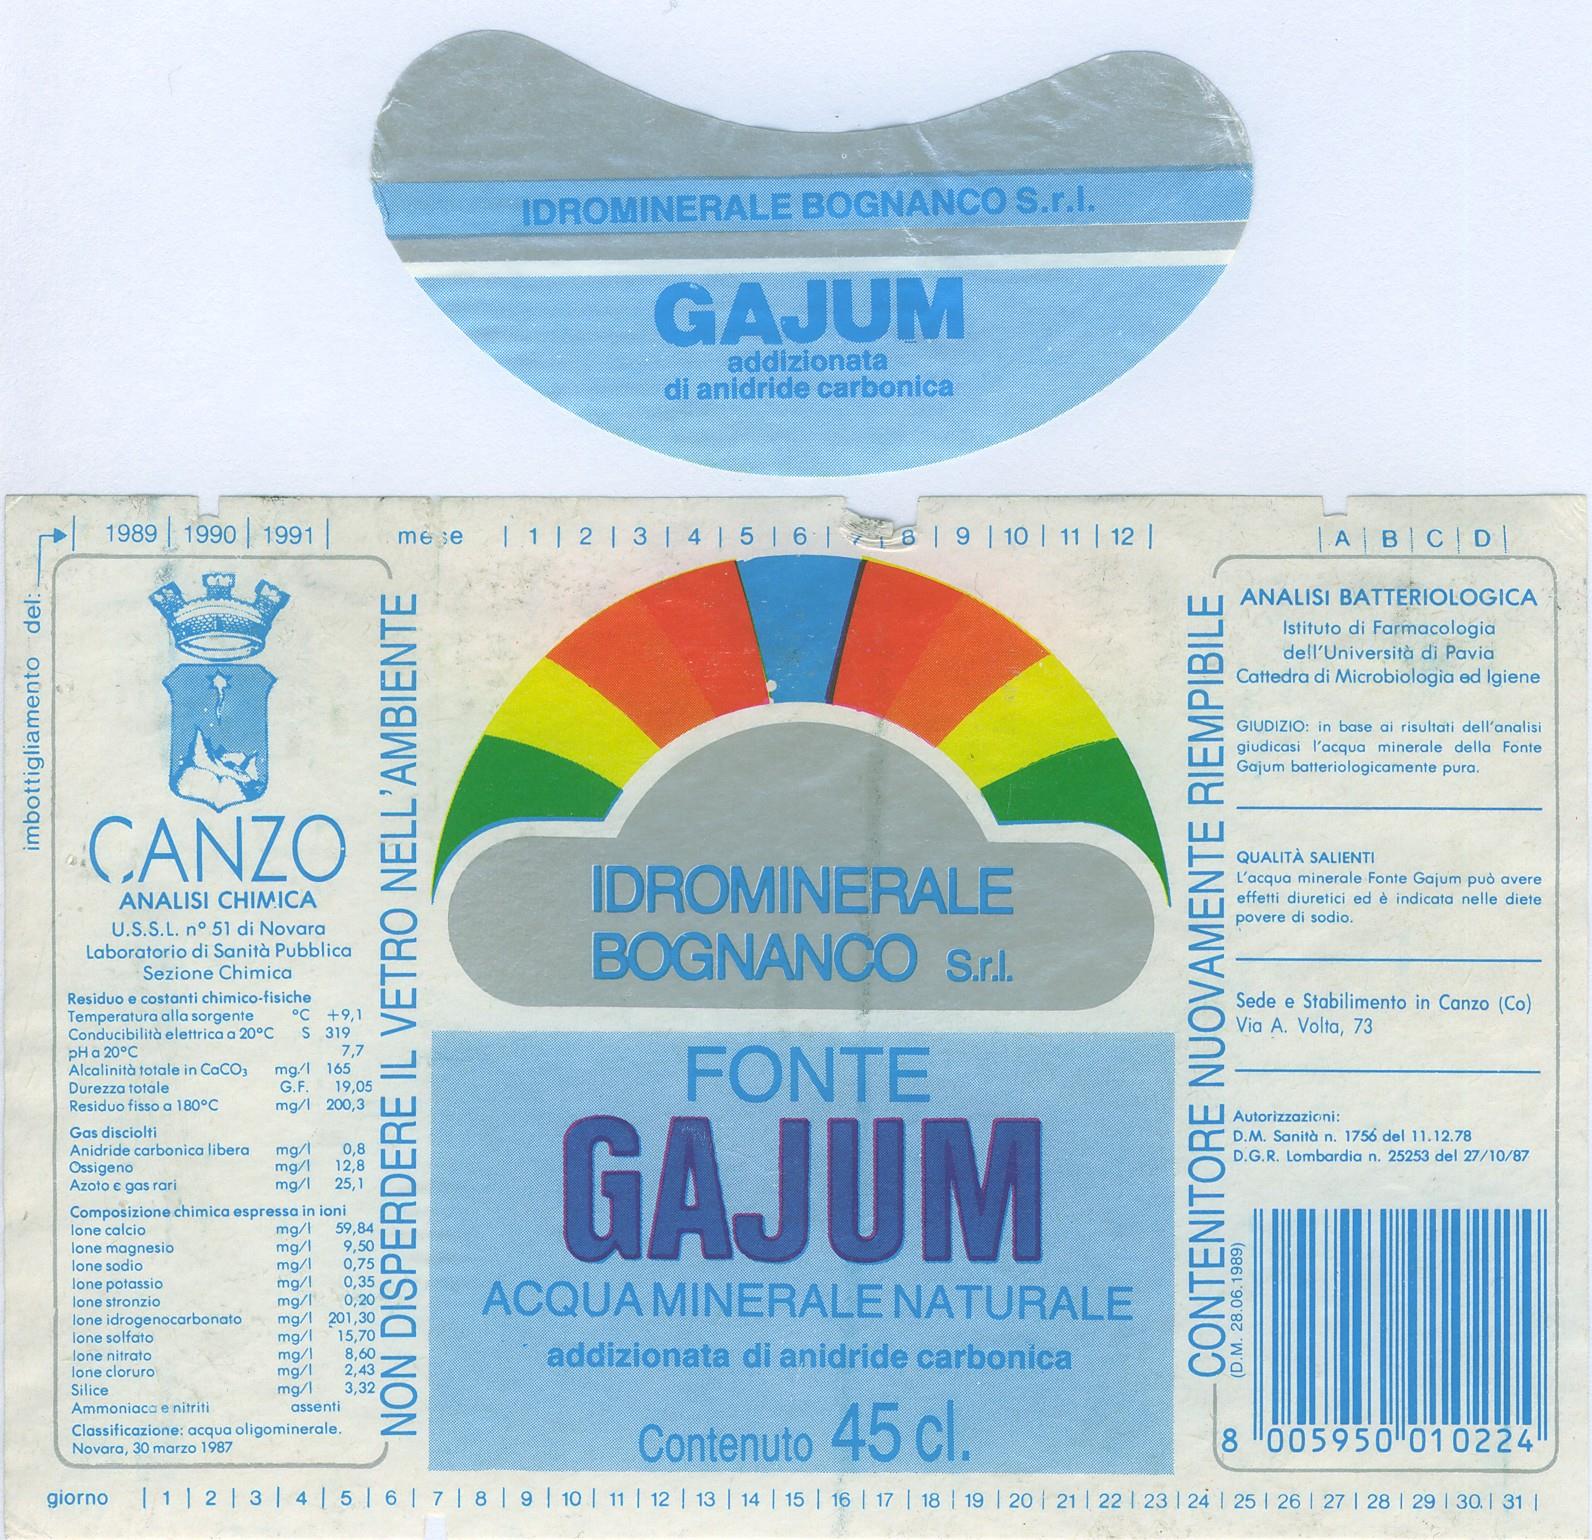 IDROMINERALE BOGNANCO S.r.l.
GAJUM
addizionata
di anidride carbonica
imbottigliamento del:
1989 | 1990 | 1991 |
mese | 1 | 2 | 3 | 4 | 5 | 6 | 7 | 8 | 9 | 10 | 11 | 12 |
| A | B | C | D |
CANZO
ANALISI CHIMICA
U.S.S.L. n° 51 di Novara
Laboratorio di Sanità Pubblica
Sezione Chimica
Residuo e costanti chimico-fisiche
Temperatura alla sorgente °C +9,1
Conducibilità elettrica a 20°C S 319
pH a 20°C 7,7
Alcalinità totale in CaCO₃ mg/l 165
Durezza totale G.F. 19,05
Residuo fisso a 180°C mg/l 200,3
Gas disciolti
Anidride carbonica libera mg/l 0,8
Ossigeno mg/l 12,8
Azoto e gas rari mg/l 25,1
Composizione chimica espressa in ioni
Ione calcio mg/l 59,84
Ione magnesio mg/l 9,50
Ione sodio mg/l 0,75
Ione potassio mg/l 0,35
Ione stronzio mg/l 0,20
Ione idrogenocarbonato mg/l 201,30
Ione solfato mg/l 15,70
Ione nitrato mg/l 8,60
Ione cloruro mg/l 2,43
Silice mg/l 3,32
Ammoniaca e nitriti assenti
Classificazione: acqua oligominerale.
Novara, 30 marzo 1987
NON DISPERDERE IL VETRO NELL'AMBIENTE
IDROMINERALE
BOGNANCO S.r.l.
FONTE
GAJUM
ACQUA MINERALE NATURALE
addizionata di anidride carbonica
Contenuto 45 cl.
CONTENITORE NUOVAMENTE RIEMPIBILE
(D.M. 28.06.1989)
ANALISI BATTERIOLOGICA
Istituto di Farmacologia
dell'Università di Pavia
Cattedra di Microbiologia ed Igiene
GIUDIZIO: in base ai risultati dell'analisi
giudicasi l'acqua minerale della Fonte
Gajum batteriologicamente pura.
QUALITÀ SALIENTI
L'acqua minerale Fonte Gajum può avere
effetti diuretici ed è indicata nelle diete
povere di sodio.
Sede e Stabilimento in Canzo (Co)
Via A. Volta, 73
Autorizzazioni:
D.M. Sanità n. 1756 del 11.12.78
D.G.R. Lombardia n. 25253 del 27/10/87
8 005950 010224
giorno | 1 | 2 | 3 | 4 | 5 | 6 | 7 | 8 | 9 | 10 | 11 | 12 | 13 | 14 | 15 | 16 | 17 | 18 | 19 | 20 | 21 | 22 | 23 | 24 | 25 | 26 | 27 | 28 | 29 | 30 | 31 |